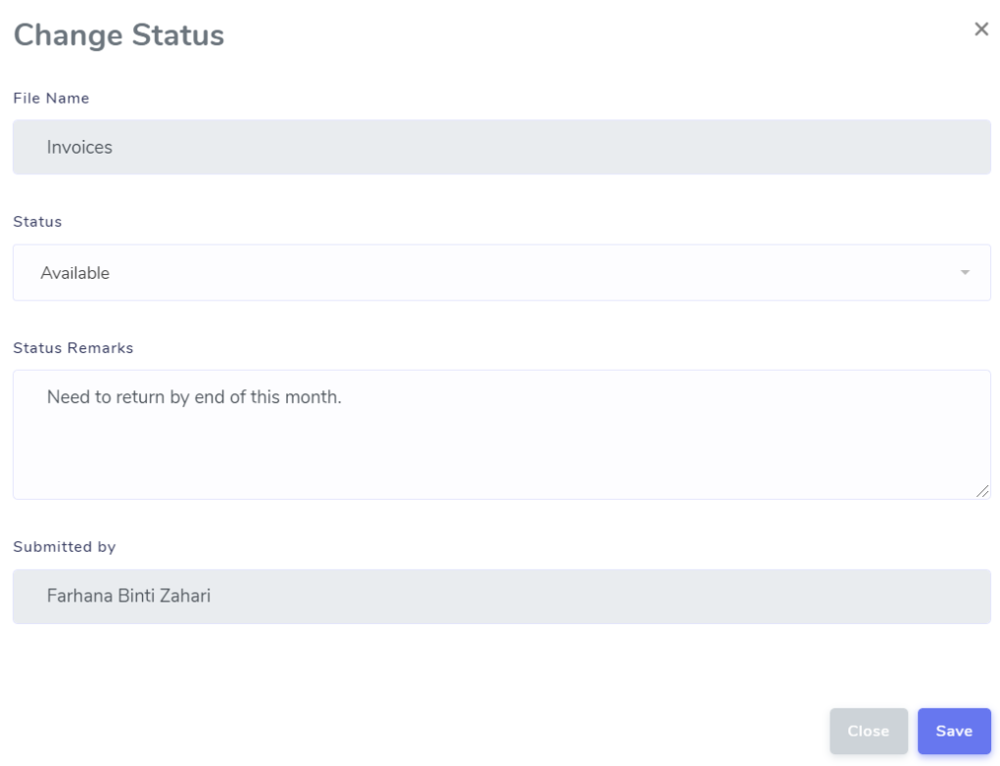 Change Status
File Name
Invoices
Status
Available
Status Remarks
Need to return by end of this month.
Submitted by
Farhana Binti Zahari
Close Save